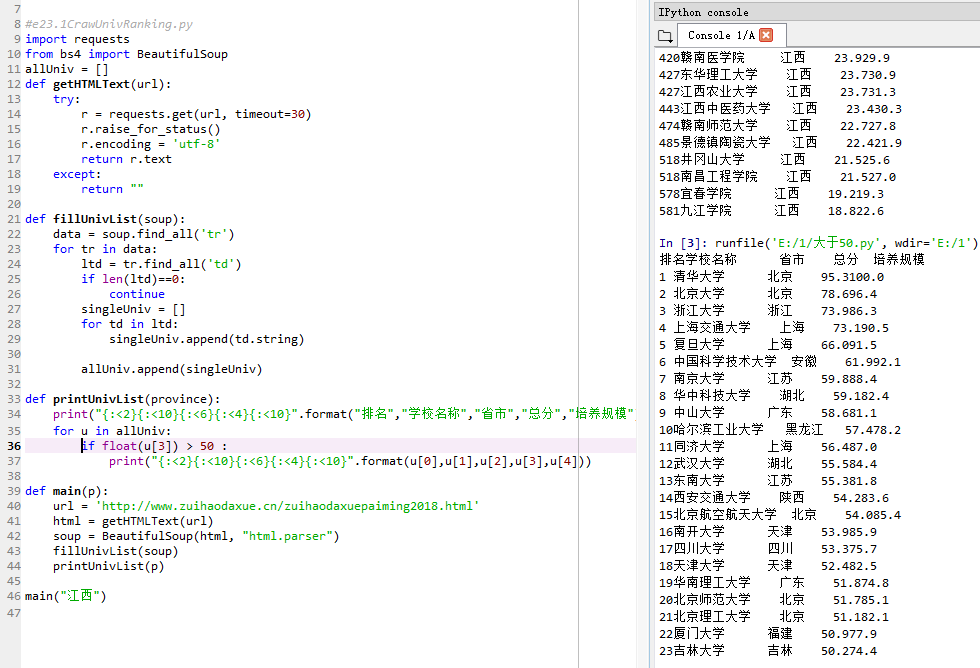 7
8 #e23.1CrawUnivRanking.py
9 import requests
10 from bs4 import BeautifulSoup
11 allUniv = []
12 def getHTMLText(url):
13     try:
14         r = requests.get(url, timeout=30)
15         r.raise_for_status()
16         r.encoding = 'utf-8'
17         return r.text
18     except:
19         return ""
20
21 def fillUnivList(soup):
22     data = soup.find_all('tr')
23     for tr in data:
24         ltd = tr.find_all('td')
25         if len(ltd)==0:
26             continue
27         singleUniv = []
28         for td in ltd:
29             singleUniv.append(td.string)
30
31         allUniv.append(singleUniv)
32
33 def printUnivList(province):
34     print("{:<2}{:<10}{:<6}{:<4}{:<10}".format("排名","学校名称","省市","总分","培养规模"
35     for u in allUniv:
36         if float(u[3]) > 50 :
37             print("{:<2}{:<10}{:<6}{:<4}{:<10}".format(u[0],u[1],u[2],u[3],u[4]))
38
39 def main(p):
40     url = 'http://www.zuihaodaxue.cn/zuihaodaxuepaiming2018.html'
41     html = getHTMLText(url)
42     soup = BeautifulSoup(html, "html.parser")
43     fillUnivList(soup)
44     printUnivList(p)
45
46 main("江西")
47
IPython console
Console 1/A
420赣南医学院 江西 23.929.9
427东华理工大学 江西 23.730.9
427江西农业大学 江西 23.731.3
443江西中医药大学 江西 23.430.3
474赣南师范大学 江西 22.727.8
485景德镇陶瓷大学 江西 22.421.9
518井冈山大学 江西 21.525.6
518南昌工程学院 江西 21.527.0
578宜春学院 江西 19.219.3
581九江学院 江西 18.822.6
In [3]: runfile('E:/1/大于50.py', wdir='E:/1')
排名学校名称 省市 总分 培养规模
1 清华大学 北京 95.3100.0
2 北京大学 北京 78.696.4
3 浙江大学 浙江 73.986.3
4 上海交通大学 上海 73.190.5
5 复旦大学 上海 66.091.5
6 中国科学技术大学 安徽 61.992.1
7 南京大学 江苏 59.888.4
8 华中科技大学 湖北 59.182.4
9 中山大学 广东 58.681.1
10哈尔滨工业大学 黑龙江 57.478.2
11同济大学 上海 56.487.0
12武汉大学 湖北 55.584.4
13东南大学 江苏 55.381.8
14西安交通大学 陕西 54.283.6
15北京航空航天大学 北京 54.085.4
16南开大学 天津 53.985.9
17四川大学 四川 53.375.7
18天津大学 天津 52.482.5
19华南理工大学 广东 51.874.8
20北京师范大学 北京 51.785.1
21北京理工大学 北京 51.182.1
22厦门大学 福建 50.977.9
23吉林大学 吉林 50.274.4